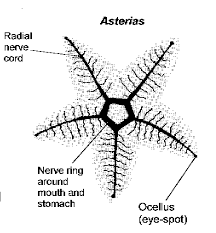 Asterias
Radial
nerve
cord
Nerve ring
around
mouth and
stomach
Ocellus
(eye-spot)